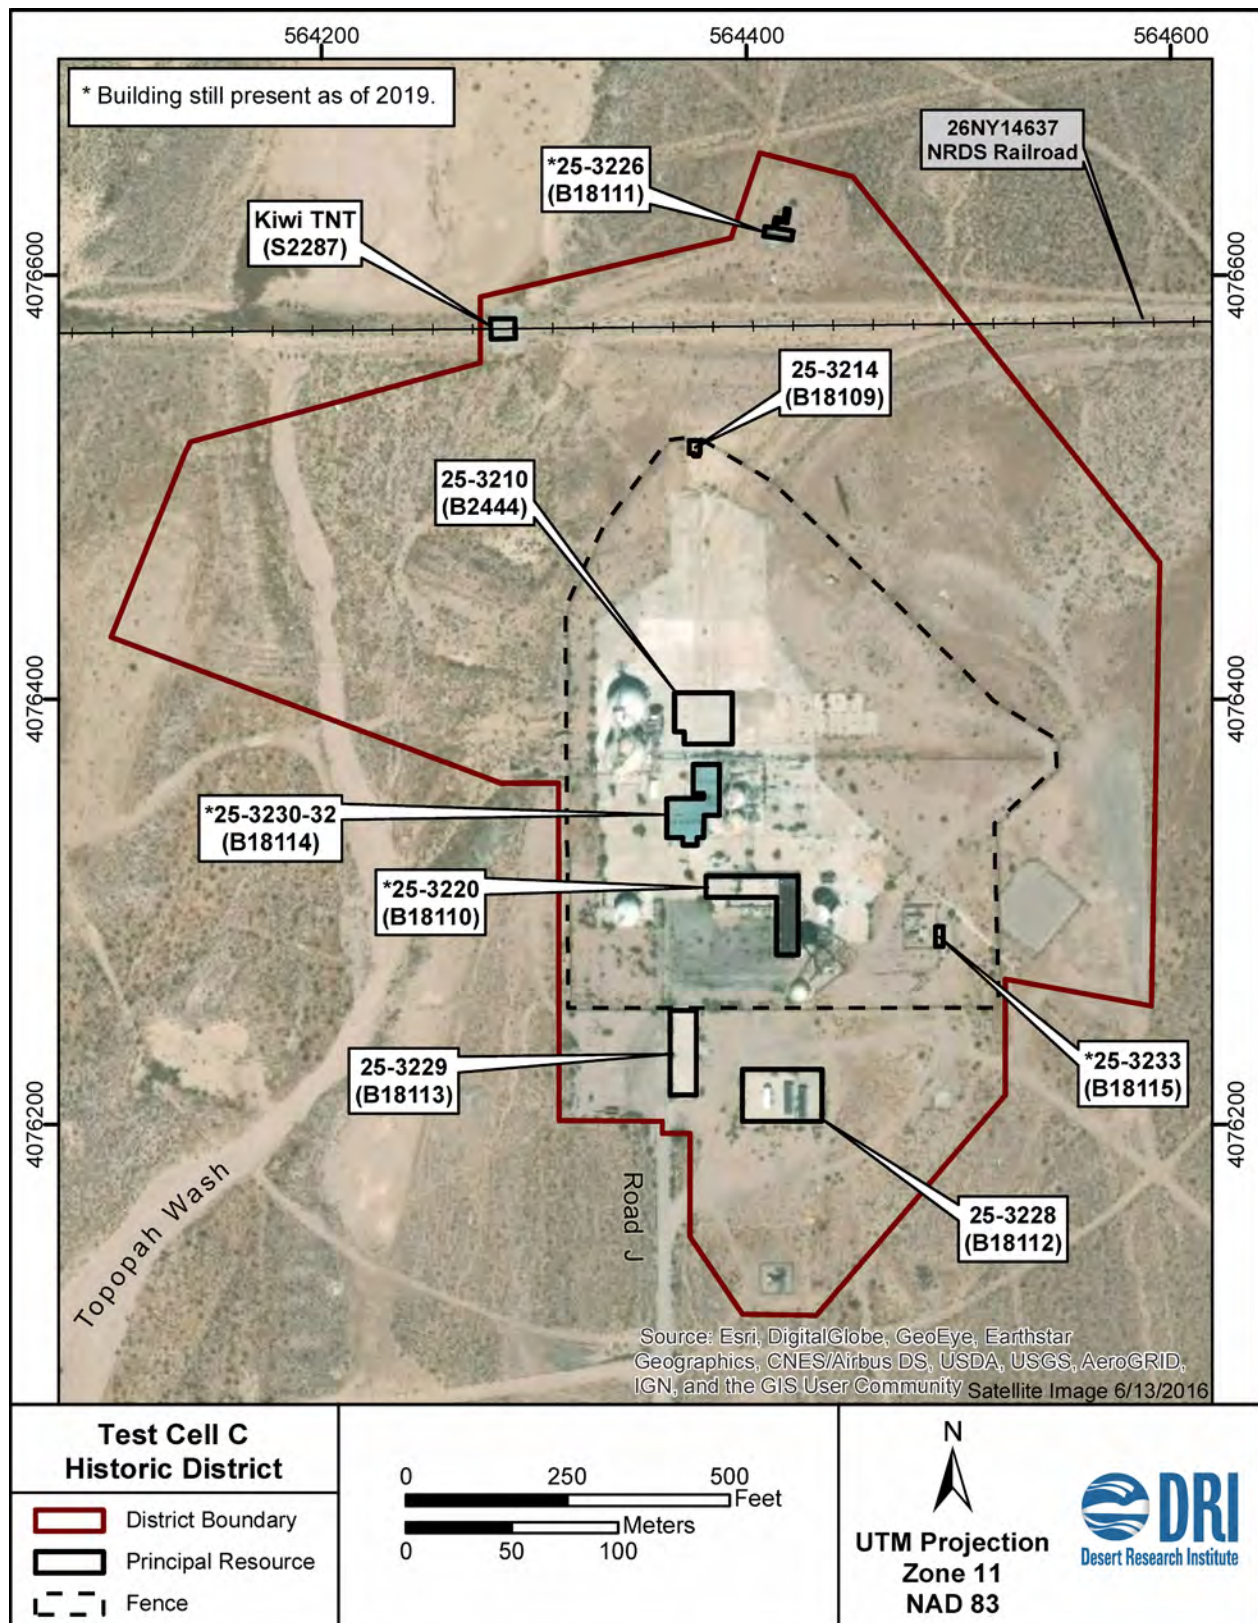 564200
564400
564600
* Building still present as of 2019.
26NY14637
NRDS Railroad
*25-3226
(B18111)
Kiwi TNT
(S2287)
4076600
4076600
25-3214
(B18109)
25-3210
(B2444)
4076400
4076400
*25-3230-32
(B18114)
*25-3220
(B18110)
25-3229
(B18113)
*25-3233
(B18115)
4076200
4076200
Topopah Wash
Road J
25-3228
(B18112)
Source: Esri, DigitalGlobe, GeoEye, Earthstar
Geographics, CNES/Airbus DS, USDA, USGS, AeroGRID,
IGN, and the GIS User Community
Satellite Image 6/13/2016
Test Cell C
Historic District
District Boundary
Principal Resource
Fence
0 250 500
Feet
Meters
0 50 100
N
UTM Projection
Zone 11
NAD 83
DRI
Desert Research Institute